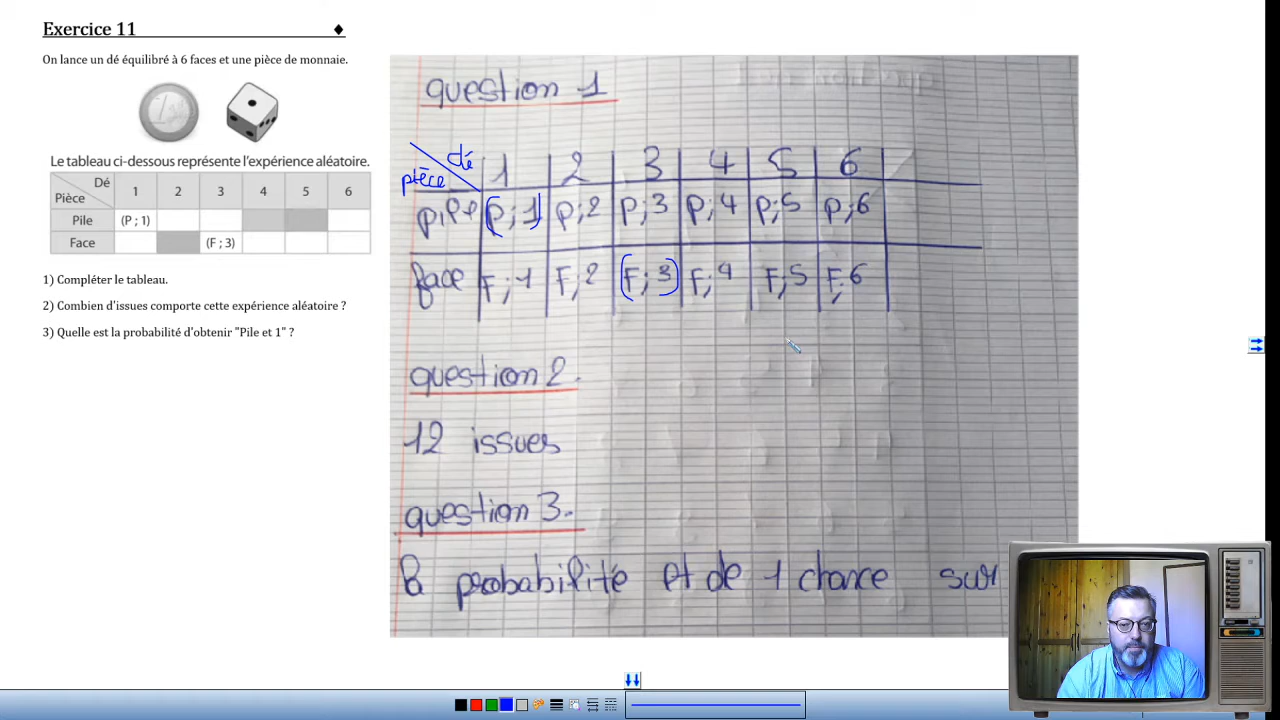 Exercice 11 ♦
On lance un dé équilibré à 6 faces et une pièce de monnaie.
Le tableau ci-dessous représente l'expérience aléatoire.
Dé
Pièce 1 2 3 4 5 6
Pile (P ; 1)
Face (F ; 3)
1) Compléter le tableau.
2) Combien d'issues comporte cette expérience aléatoire ?
3) Quelle est la probabilité d'obtenir "Pile et 1" ?
question 1
dé
pièce 1 2 3 4 5 6
pile (p ; 1) p ; 2 p ; 3 p ; 4 p ; 5 p ; 6
face F ; 1 F ; 2 (F ; 3) F ; 4 F ; 5 F ; 6
question 2.
12 issues
question 3.
probabilité et de 1 chance sur